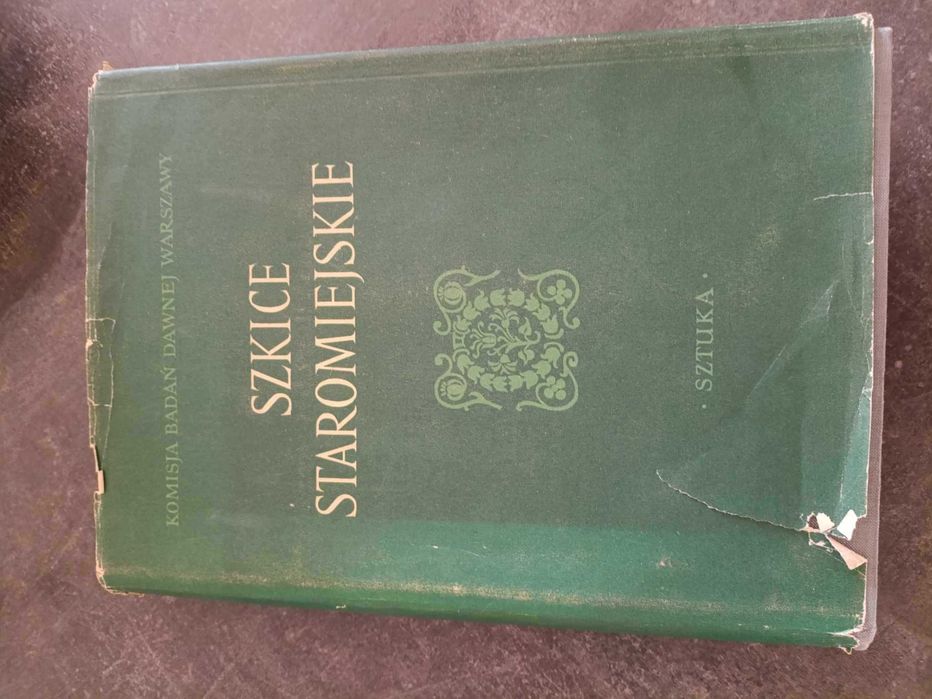 KOMISJA BADAŃ DAWNEJ WARSZAWY
SZKICE
STAROMIEJSKIE
· SZTUKA ·